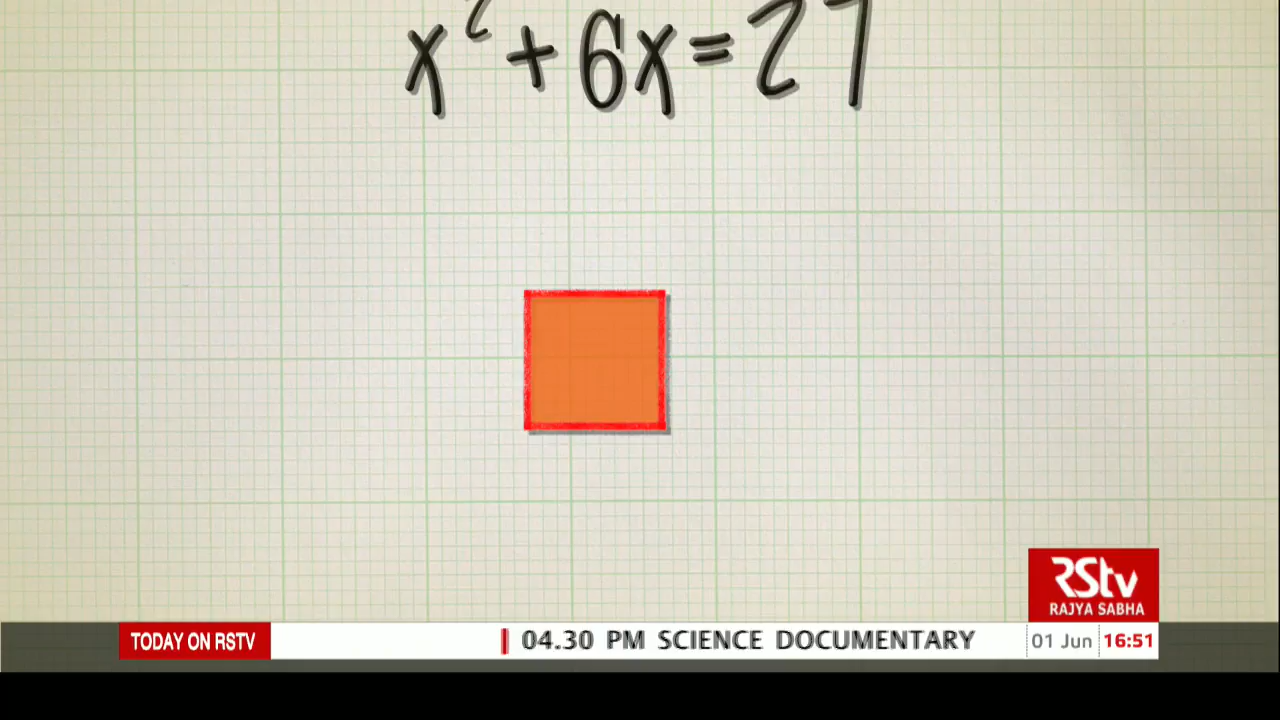 x² + 6x = 27
RSTV
RAJYA SABHA
TODAY ON RSTV
04.30 PM SCIENCE DOCUMENTARY
01 Jun 16:51